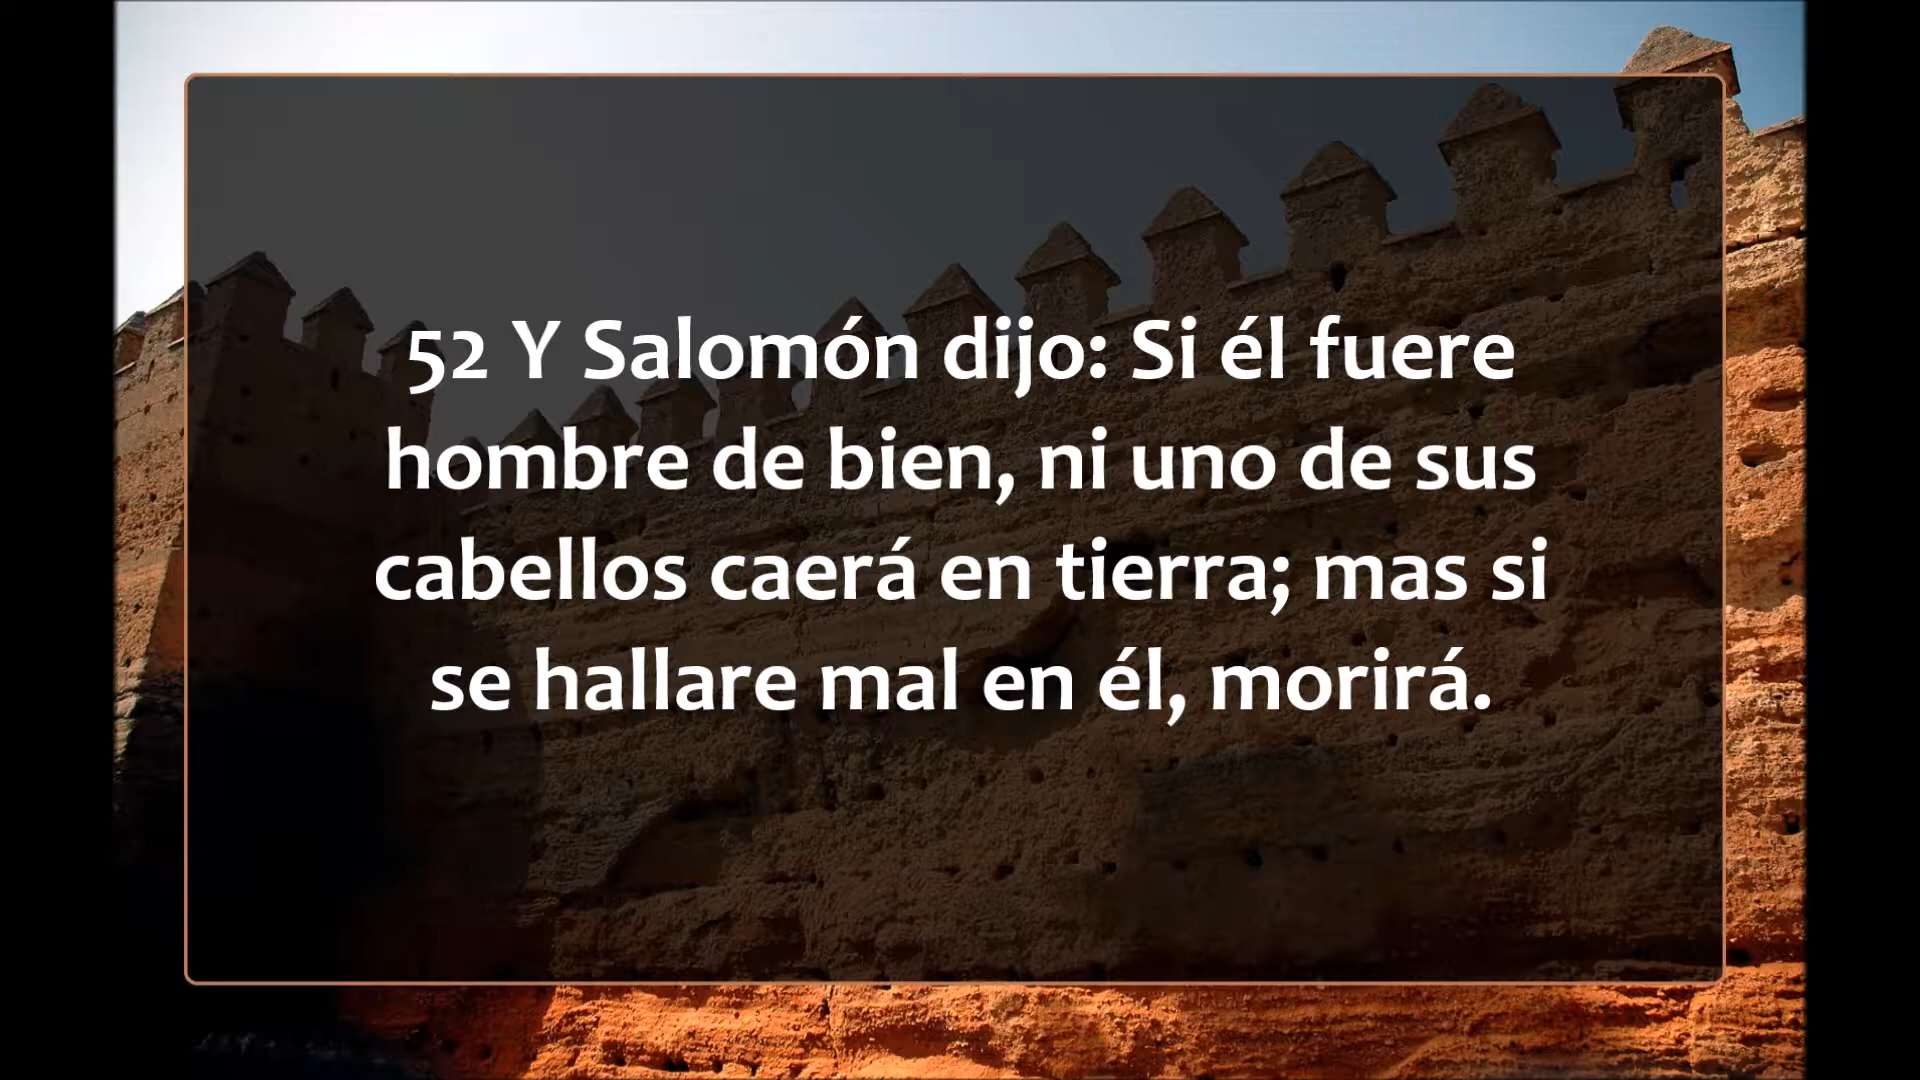 52 Y Salomón dijo: Si él fuere
hombre de bien, ni uno de sus
cabellos caerá en tierra; mas si
se hallare mal en él, morirá.